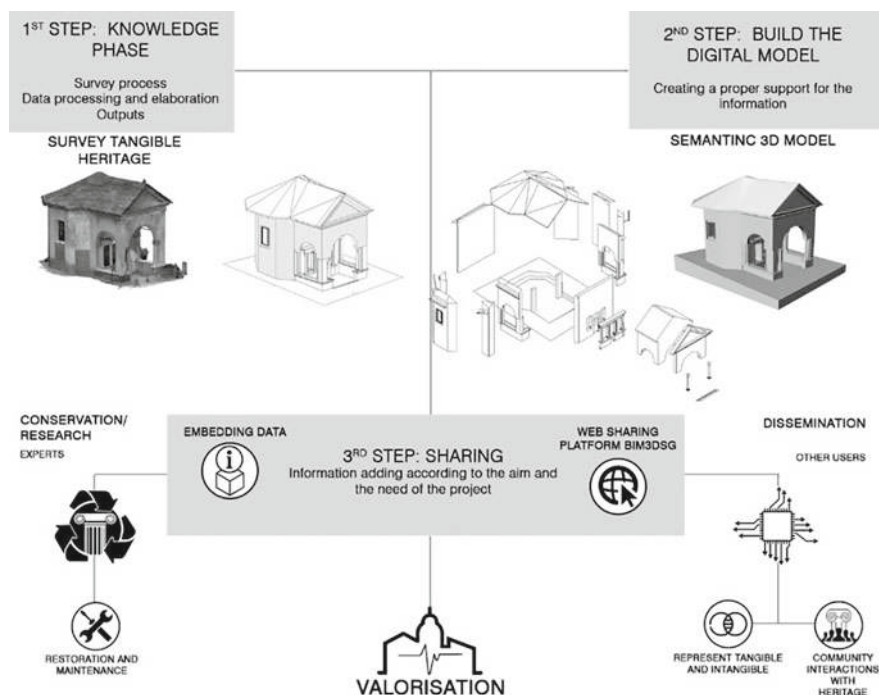 1ST STEP: KNOWLEDGE
PHASE
Survey process
Data processing and elaboration
Outputs
SURVEY TANGIBLE
HERITAGE
2ND STEP: BUILD THE
DIGITAL MODEL
Creating a proper support for the
information
SEMANTINC 3D MODEL
CONSERVATION/
RESEARCH
EXPERTS
EMBEDDING DATA
3RD STEP: SHARING
Information adding according to the aim and
the need of the project
WEB SHARING
PLATFORM BIM3DSG
DISSEMINATION
OTHER USERS
RESTORATION AND
MAINTENANCE
VALORISATION
REPRESENT TANGIBLE
AND INTANGIBLE
COMMUNITY
INTERACTIONS
WITH
HERITAGE